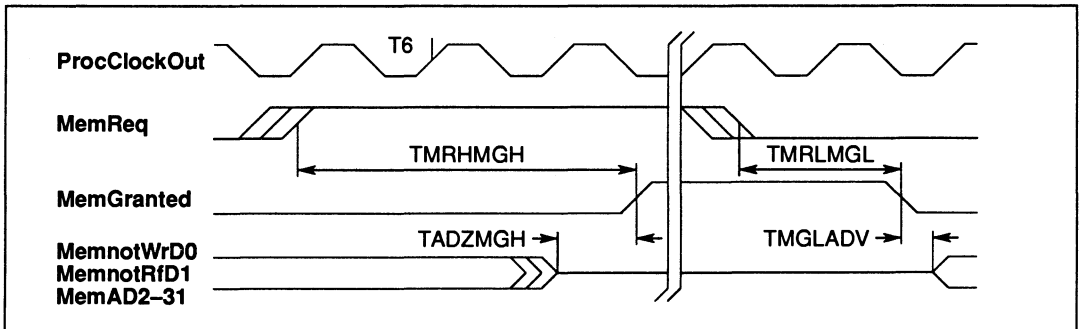 T6
ProcClockOut
MemReq
TMRHMGH
TMRLMGL
MemGranted
TADZMGH
TMGLADV
MemnotWrD0
MemnotRfD1
MemAD2–31